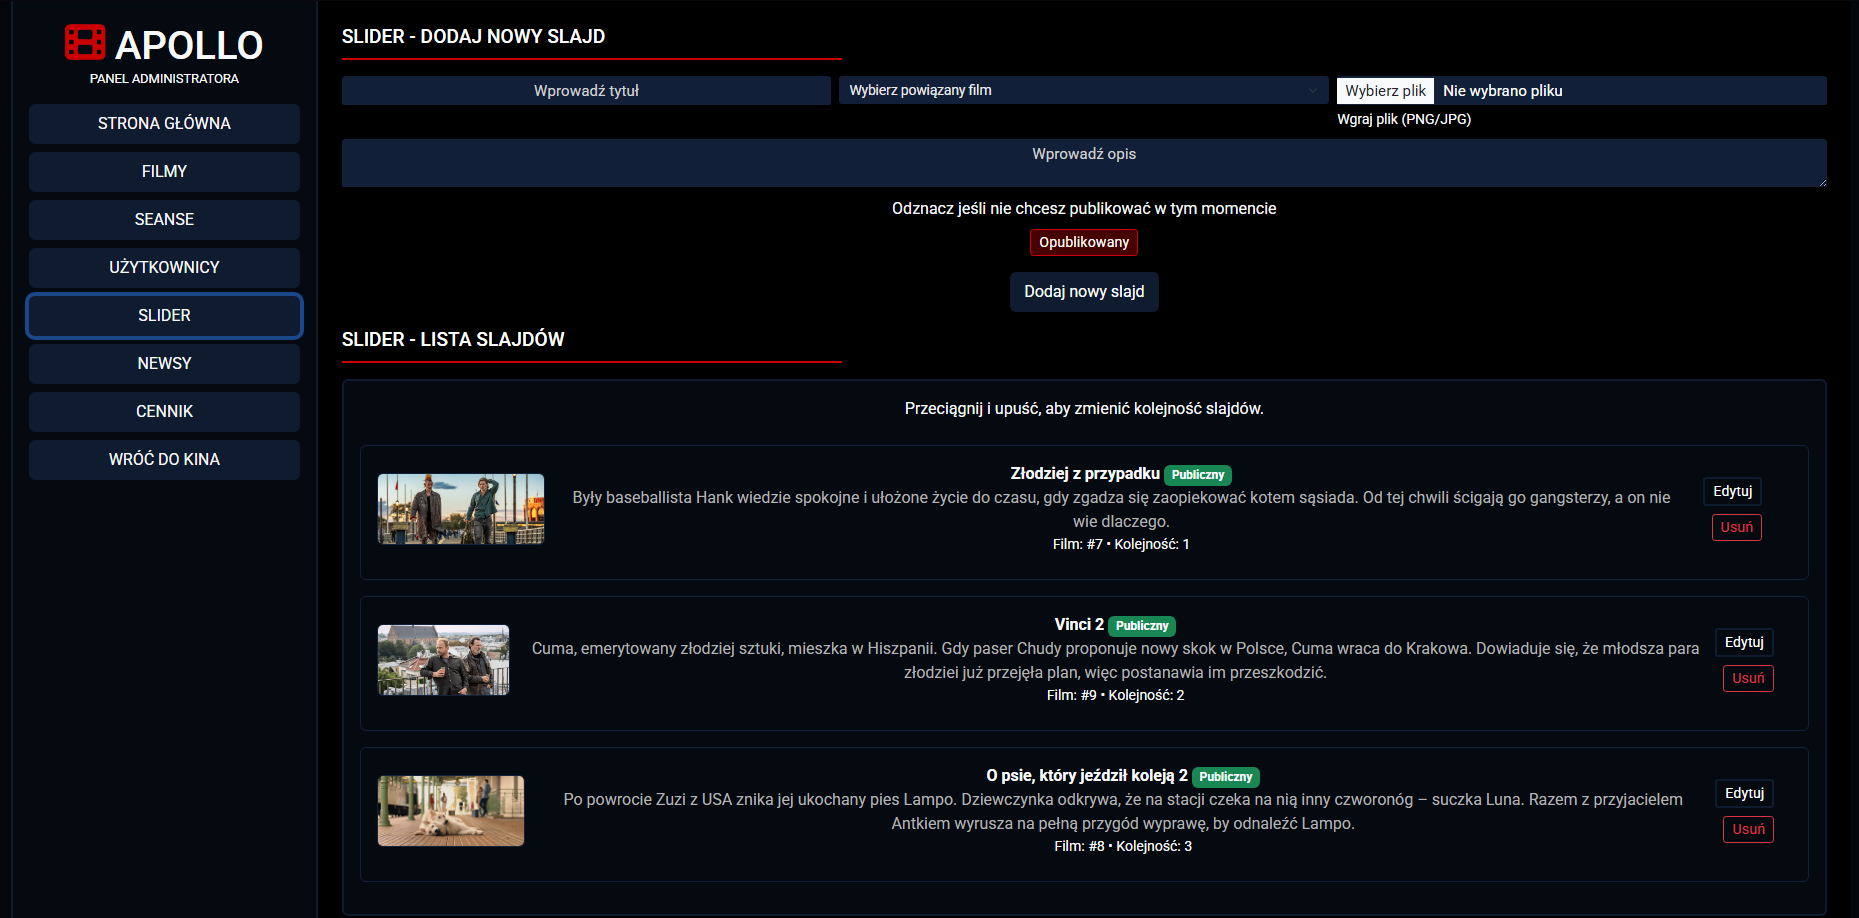 APOLLO
PANEL ADMINISTRATORA
STRONA GŁÓWNA
FILMY
SEANSE
UŻYTKOWNICY
SLIDER
NEWSY
CENNIK
WRÓĆ DO KINA
SLIDER - DODAJ NOWY SLAJD
Wprowadź tytuł
Wybierz powiązany film
Wybierz plik Nie wybrano pliku
Wgraj plik (PNG/JPG)
Wprowadź opis
Odznacz jeśli nie chcesz publikować w tym momencie
Opublikowany
Dodaj nowy slajd
SLIDER - LISTA SLAJDÓW
Przeciągnij i upuść, aby zmienić kolejność slajdów.
Złodziej z przypadku Publiczny
Były baseballista Hank wiedzie spokojne i ułożone życie do czasu, gdy zgadza się zaopiekować kotem sąsiada. Od tej chwili ścigają go gangsterzy, a on nie
wie dlaczego.
Film: #7 • Kolejność: 1
Edytuj
Usuń
Vinci 2 Publiczny
Cuma, emerytowany złodziej sztuki, mieszka w Hiszpanii. Gdy paser Chudy proponuje nowy skok w Polsce, Cuma wraca do Krakowa. Dowiaduje się, że młodsza para
złodziei już przejęła plan, więc postanawia im przeszkodzić.
Film: #9 • Kolejność: 2
Edytuj
Usuń
O psie, który jeździł koleją 2 Publiczny
Po powrocie Zuzi z USA znika jej ukochany pies Lampo. Dziewczynka odkrywa, że na stacji czeka na nią inny czworonóg – suczka Luna. Razem z przyjacielem
Antkiem wyrusza na pełną przygód wyprawę, by odnaleźć Lampo.
Film: #8 • Kolejność: 3
Edytuj
Usuń